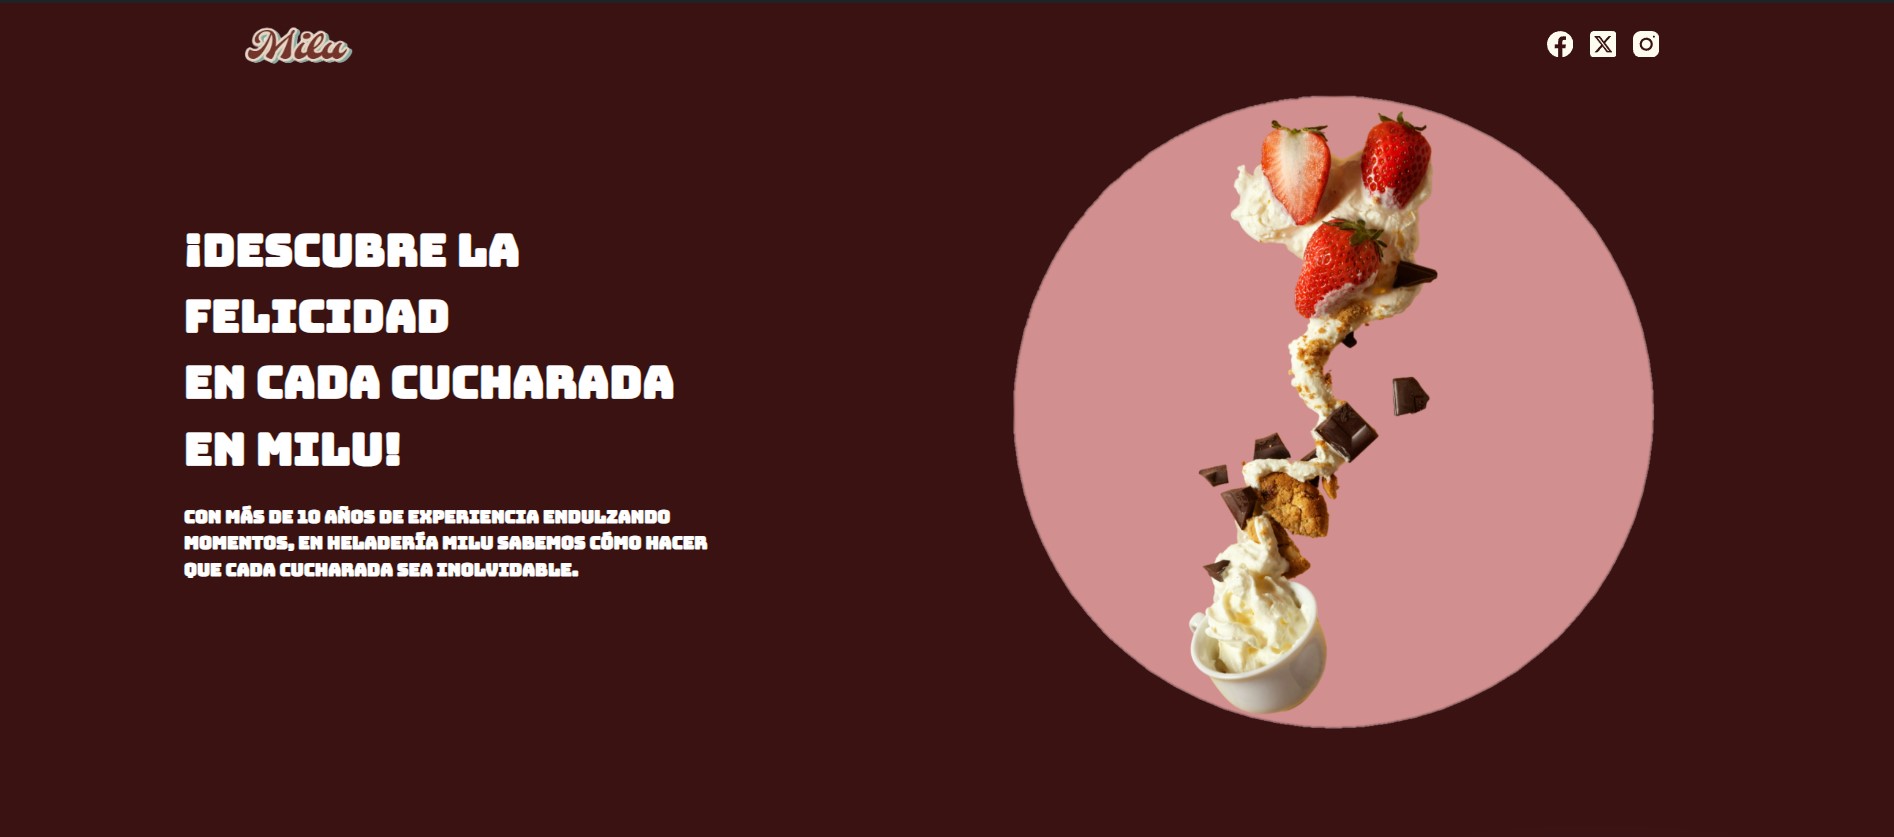 Milu
¡DESCUBRE LA
FELICIDAD
EN CADA CUCHARADA
EN MILU!
CON MÁS DE 10 AÑOS DE EXPERIENCIA ENDULZANDO
MOMENTOS, EN HELADERÍA MILU SABEMOS CÓMO HACER
QUE CADA CUCHARADA SEA INOLVIDABLE.